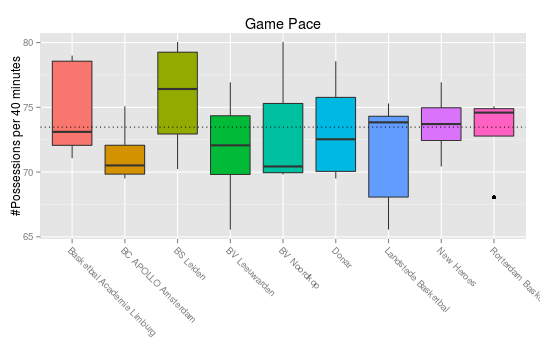 Game Pace
#Possessions per 40 minutes
80
75
70
65
Basketbal Academie Limburg
BC APOLLO Amsterdam
BS Leiden
BV Leeuwarden
BV Noordkop
Donar
Landstede Basketbal
New Heroes
Rotterdam Bask